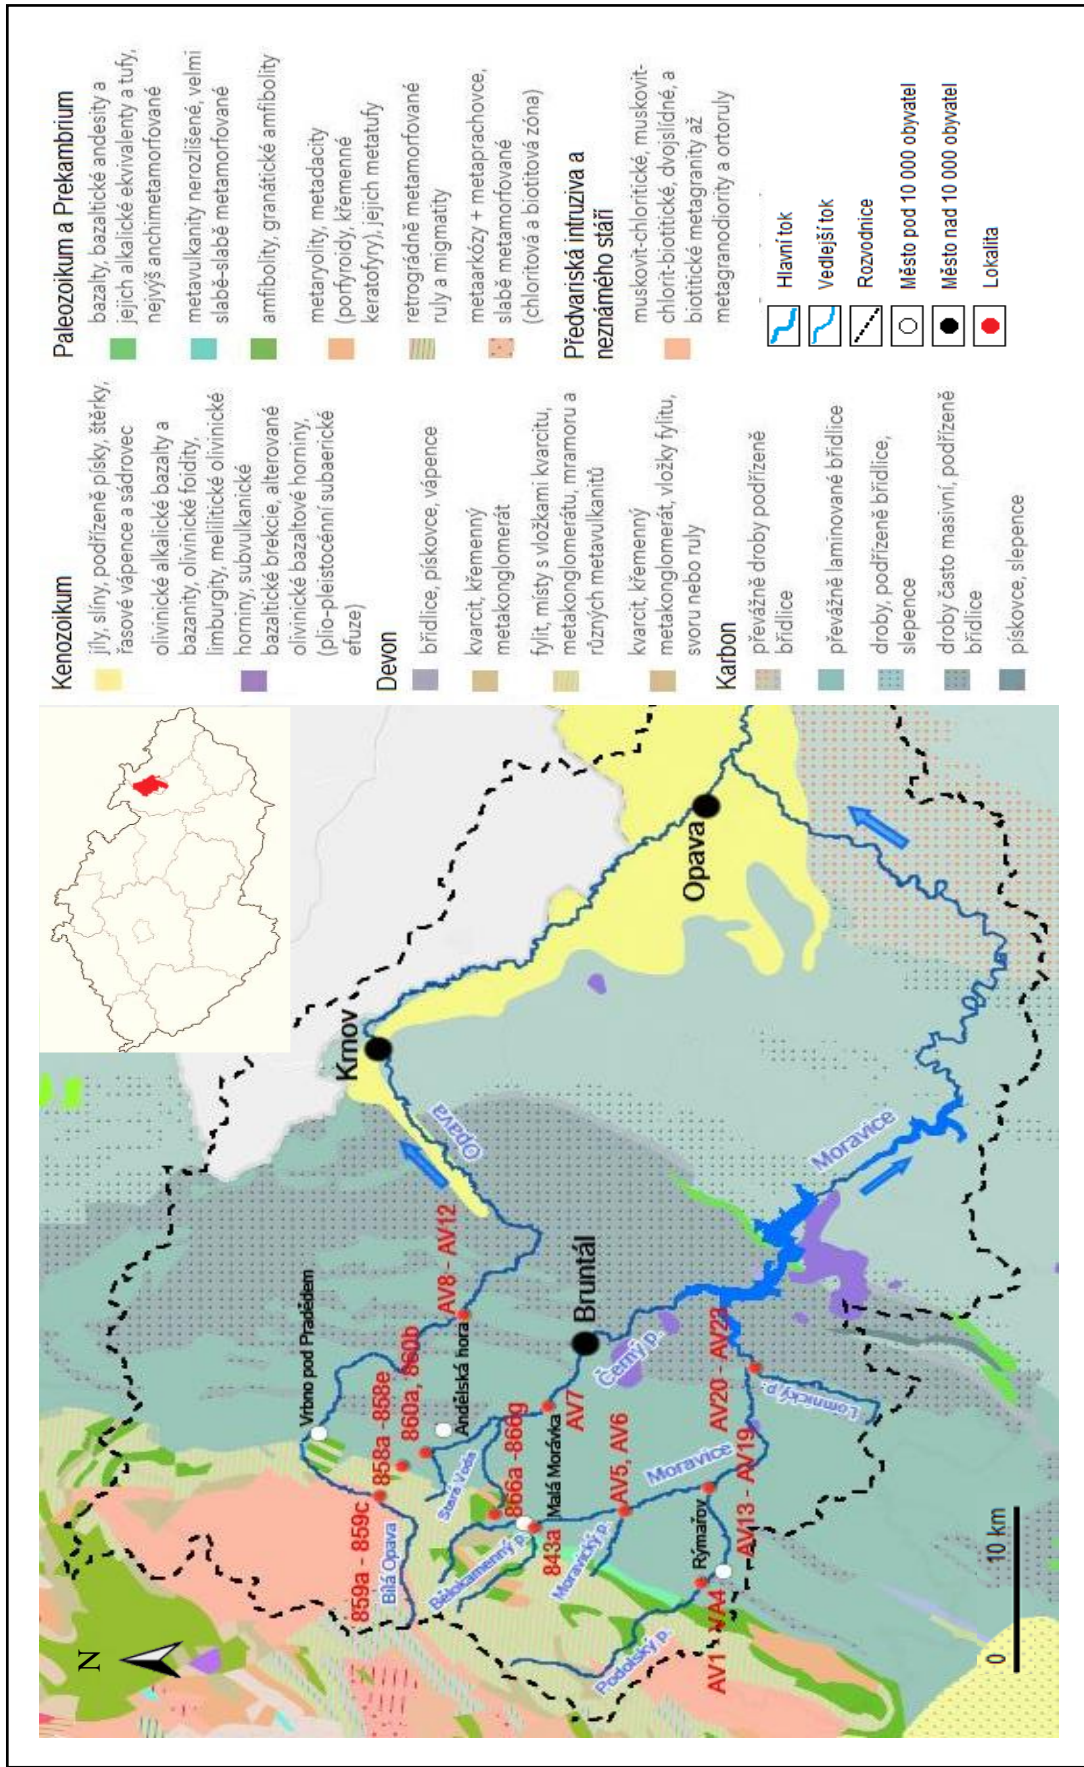 Kenozoikum
jíly, slíny, podřízeně písky, štěrky,
řasové vápence a sádrovec
olivinické alkalické bazalty a
bazanity, olivinické foidity,
limburgity, melilitické olivinické
horniny, subvulkanické
bazaltické brekcie, alterované
olivinické bazaltové horniny,
(plio-pleistocénní subaerické
efuze)
Devon
břidlice, pískovce, vápence
kvarcit, křemenný
metakonglomerát
fylit, místy s vložkami kvarcitu,
metakonglomerátu, mramoru a
různých metavulkanitů
kvarcit, křemenný
metakonglomerát, vložky fylitu,
svoru nebo ruly
Karbon
převážně droby podřízeně
břidlice
převážně laminované břidlice
droby, podřízeně břidlice,
slepence
droby často masivní, podřízeně
břidlice
pískovce, slepence
Paleozoikum a Prekambrium
bazalty, bazaltické andesity a
jejich alkalické ekvivalenty a tufy,
nejvýš anchimetamorfované
metavulkanity nerozlišené, velmi
slabě-slabě metamorfované
amfibolity, granátické amfibolity
metaryolity, metadacity
(porfyroidy, křemenné
keratofyry), jejich metatufy
retrográdně metamorfované
ruly a migmatity
metaarkózy + metaprachovce,
slabě metamorfované
(chloritová a biotitová zóna)
Předvariská intruziva a
neznámého stáří
muskovit-chloritické, muskovit-
chlorit-biotitické, dvojslídné, a
biotitické metagranity až
metagranodiority a ortoruly
Hlavní tok
Vedlejší tok
Rozvodnice
Město pod 10 000 obyvatel
Město nad 10 000 obyvatel
Lokalita
N
Vrbno pod Pradědem
859a - 859c
Bílá Opava
858a -858e
860a, 860b
Andělská hora
AV8 - AV12
Opava
Krnov
Opava
Stará Voda
866a -866g
Bělokamenný p.
Malá Morávka
843a
AV7
Bruntál
Černý p.
Moravický p.
AV5, AV6
Moravice
Moravice
Podolský p.
Rýmařov
AV1 - VA4
AV13 - AV19
AV20 - AV23
Lomnický p.
0
10 km